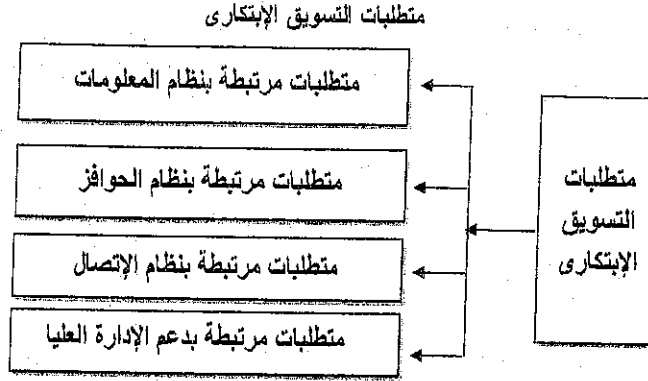 متطلبات التسويق الإبتكارى
متطلبات
التسويق
الإبتكارى
متطلبات مرتبطة بنظام المعلومات
متطلبات مرتبطة بنظام الحوافز
متطلبات مرتبطة بنظام الإتصال
متطلبات مرتبطة بدعم الإدارة العليا